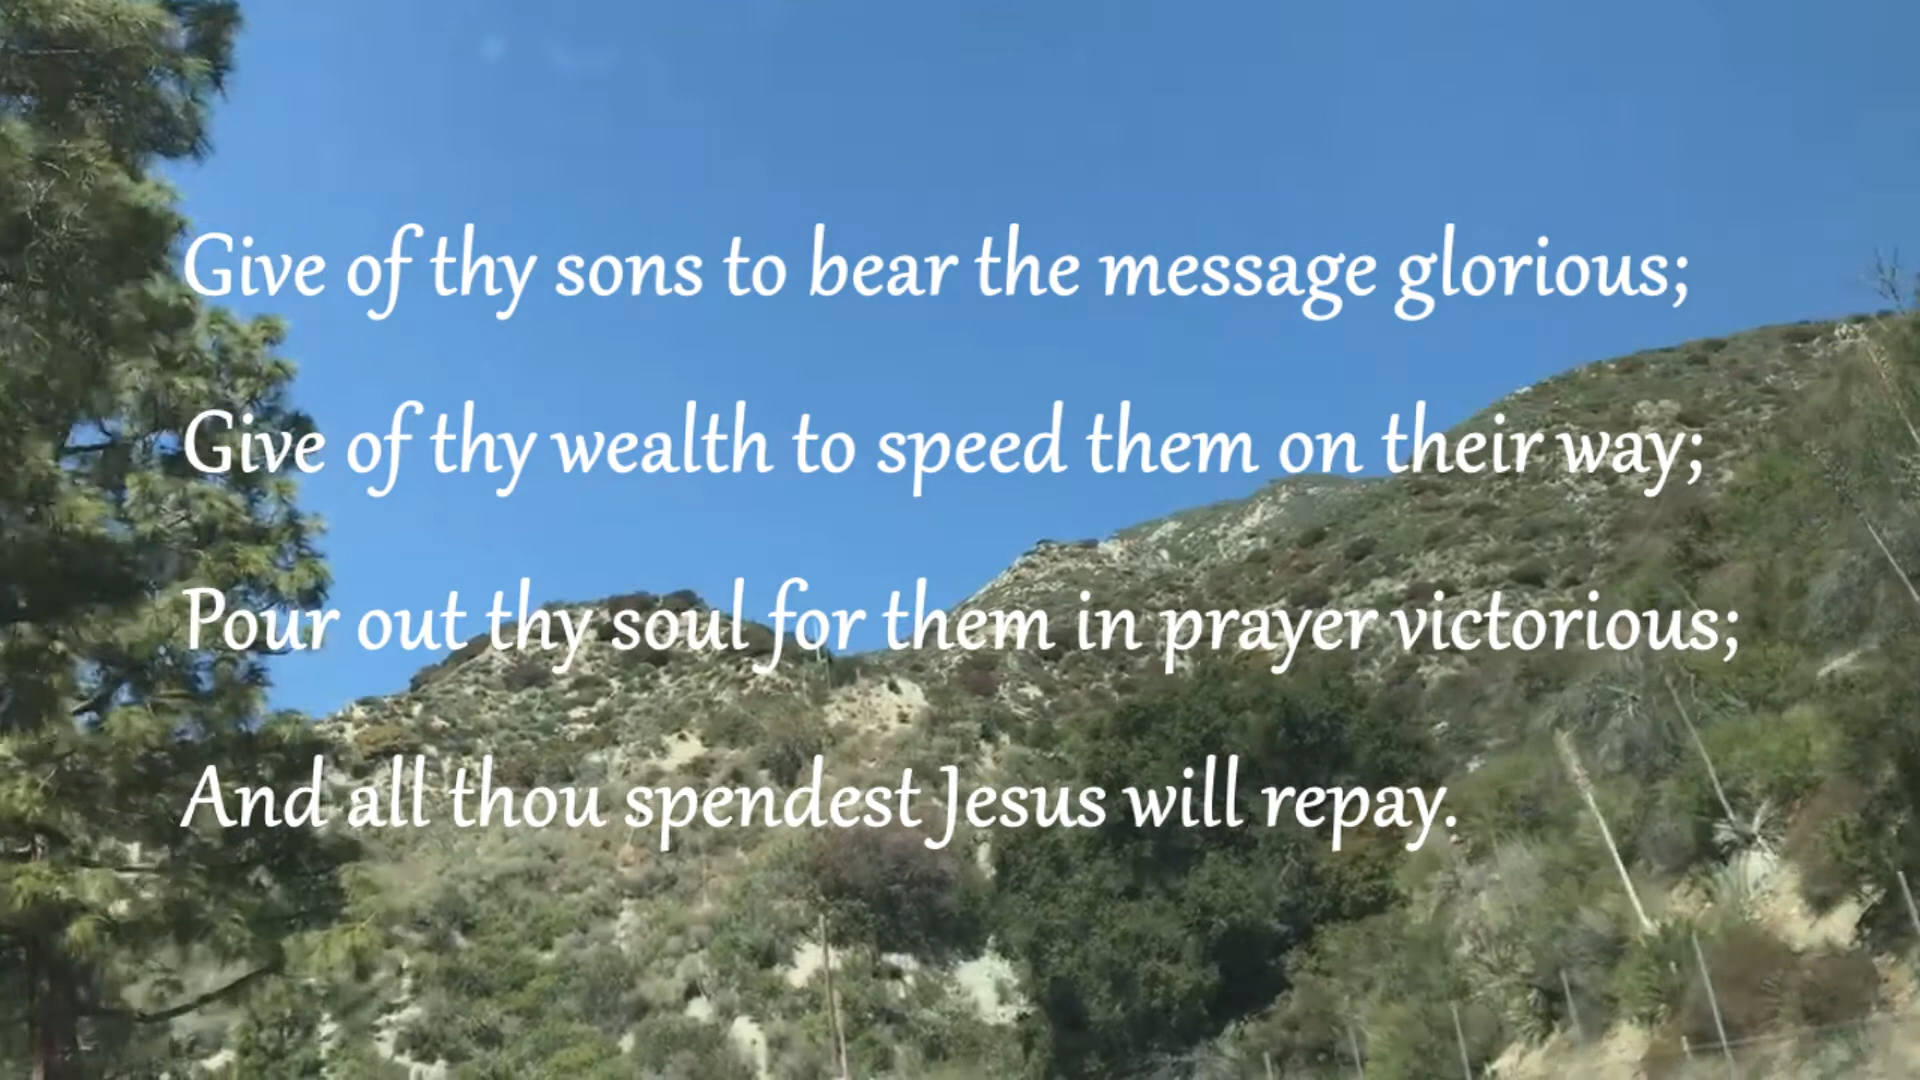 Give of thy sons to bear the message glorious;
Give of thy wealth to speed them on their way;
Pour out thy soul for them in prayer victorious;
And all thou spendest Jesus will repay.